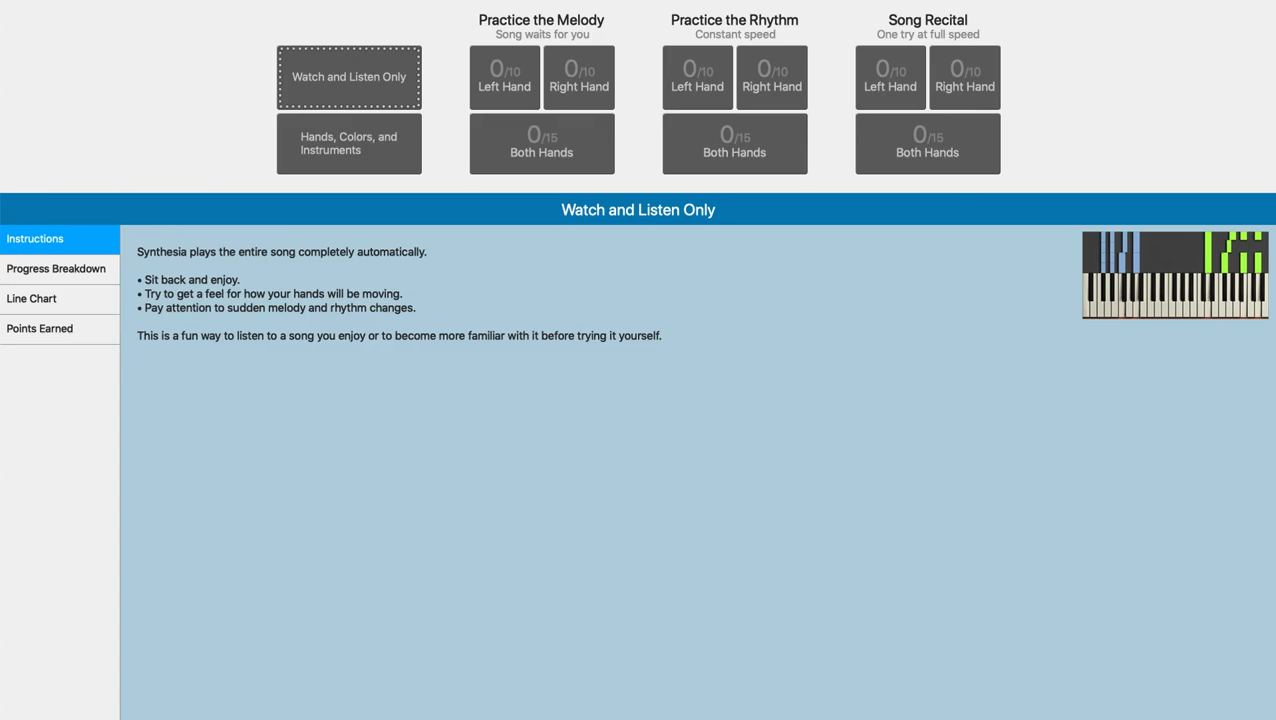 Practice the Melody
Song waits for you
Practice the Rhythm
Constant speed
Song Recital
One try at full speed
Watch and Listen Only
0/10
Left Hand
0/10
Right Hand
0/10
Left Hand
0/10
Right Hand
0/10
Left Hand
0/10
Right Hand
Hands, Colors, and
Instruments
0/15
Both Hands
0/15
Both Hands
0/15
Both Hands
Watch and Listen Only
Instructions
Progress Breakdown
Line Chart
Points Earned
Synthesia plays the entire song completely automatically.
• Sit back and enjoy.
• Try to get a feel for how your hands will be moving.
• Pay attention to sudden melody and rhythm changes.
This is a fun way to listen to a song you enjoy or to become more familiar with it before trying it yourself.